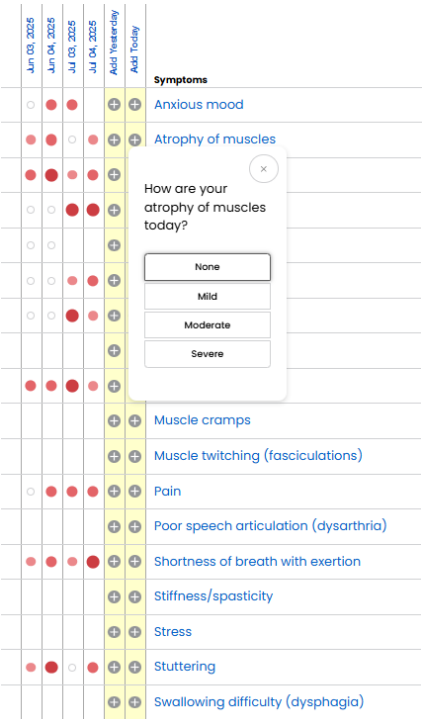 Jun 03, 2025
Jun 04, 2025
Jul 03, 2025
Jul 04, 2025
Add Yesterday
Add Today
Symptoms
Anxious mood
Atrophy of muscles
×
How are your
atrophy of muscles
today?
None
Mild
Moderate
Severe
Muscle cramps
Muscle twitching (fasciculations)
Pain
Poor speech articulation (dysarthria)
Shortness of breath with exertion
Stiffness/spasticity
Stress
Stuttering
Swallowing difficulty (dysphagia)